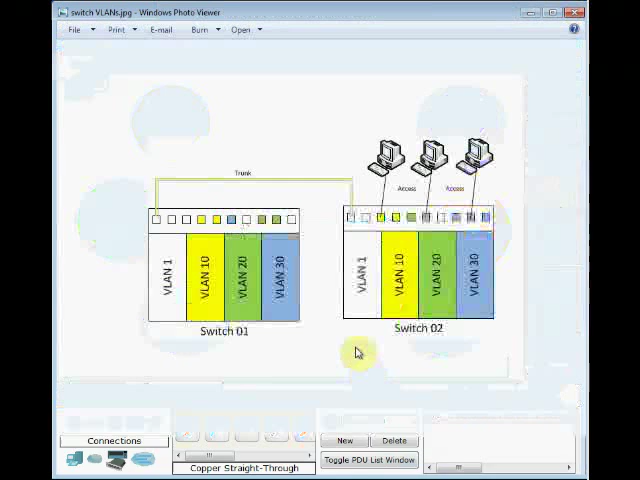 switch VLANs.jpg - Windows Photo Viewer
File Print E-mail Burn Open
Trunk
Access Access
VLAN 1 VLAN 10 VLAN 20 VLAN 30
VLAN 1 VLAN 10 VLAN 20 VLAN 30
Switch 01
Switch 02
New Delete
Connections
Toggle PDU List Window
Copper Straight-Through